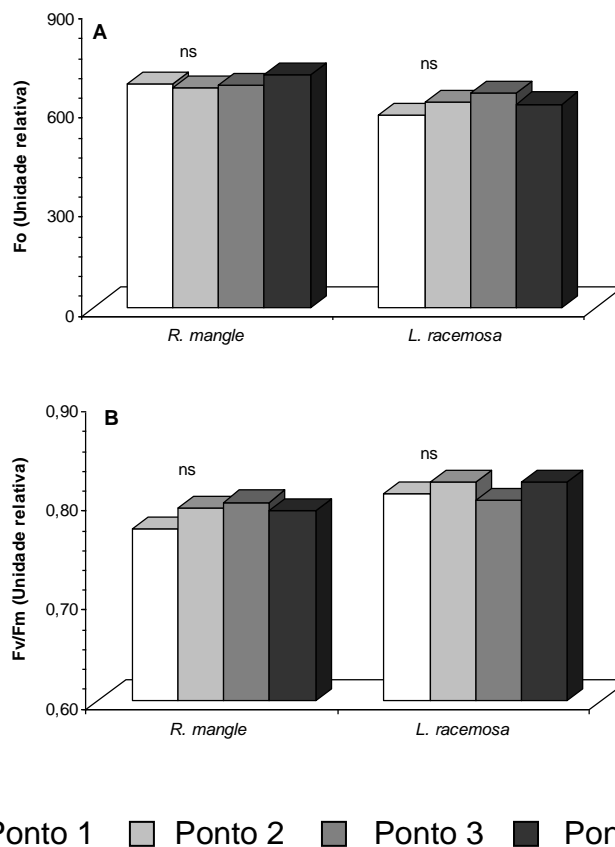 A
900
ns
ns
600
300
0
Fo (Unidade relativa)
R. mangle
L. racemosa
B
0,90
ns
ns
0,80
0,70
0,60
Fv/Fm (Unidade relativa)
R. mangle
L. racemosa
Ponto 1 Ponto 2 Ponto 3